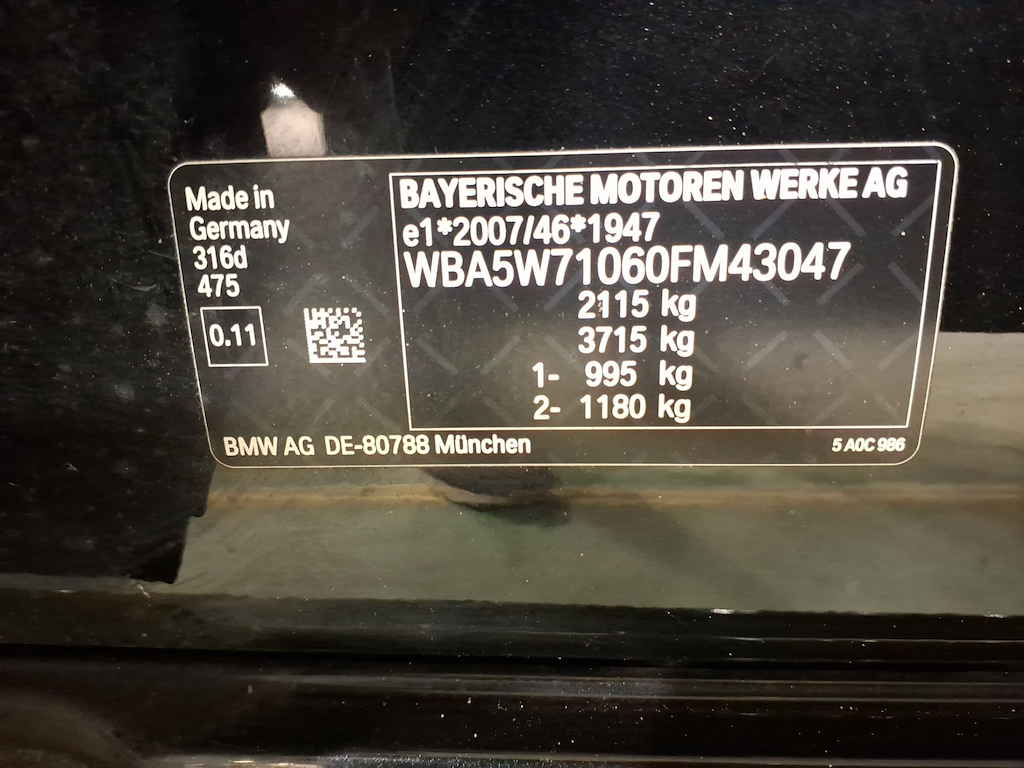 Made in
Germany
316d
475
0.11
BAYERISCHE MOTOREN WERKE AG
e1*2007/46*1947
WBA5W71060FM43047
2115 kg
3715 kg
1- 995 kg
2- 1180 kg
BMW AG DE-80788 München
5 A0C 986